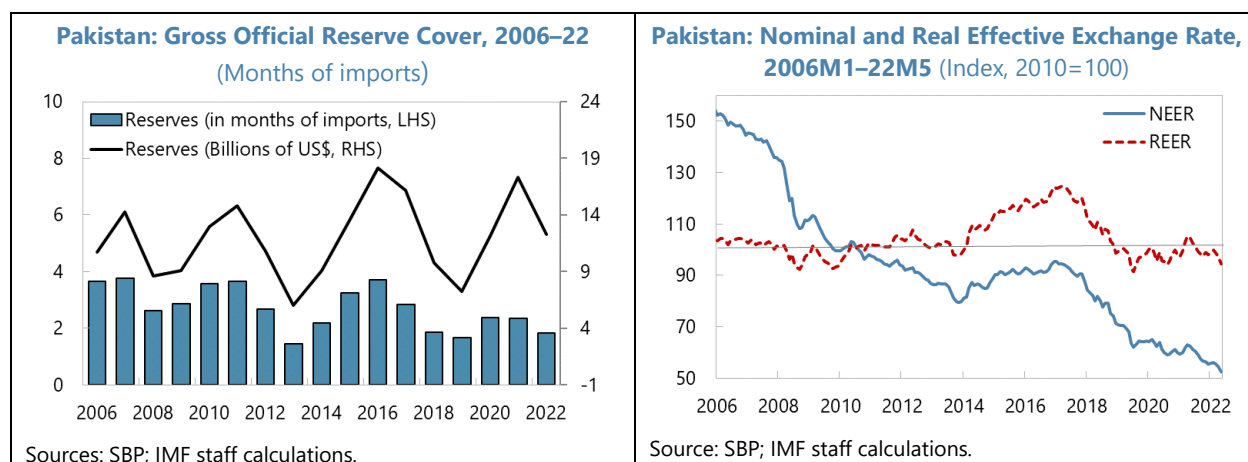 Pakistan: Gross Official Reserve Cover, 2006–22
(Months of imports)
10
8
6
4
2
0
24
19
14
9
4
-1
Reserves (in months of imports, LHS)
Reserves (Billions of US$, RHS)
2006 2008 2010 2012 2014 2016 2018 2020 2022
Sources: SBP; IMF staff calculations.
Pakistan: Nominal and Real Effective Exchange Rate,
2006M1–22M5 (Index, 2010=100)
150
130
110
90
70
50
NEER
REER
2006 2008 2010 2012 2014 2016 2018 2020 2022
Source: SBP; IMF staff calculations.